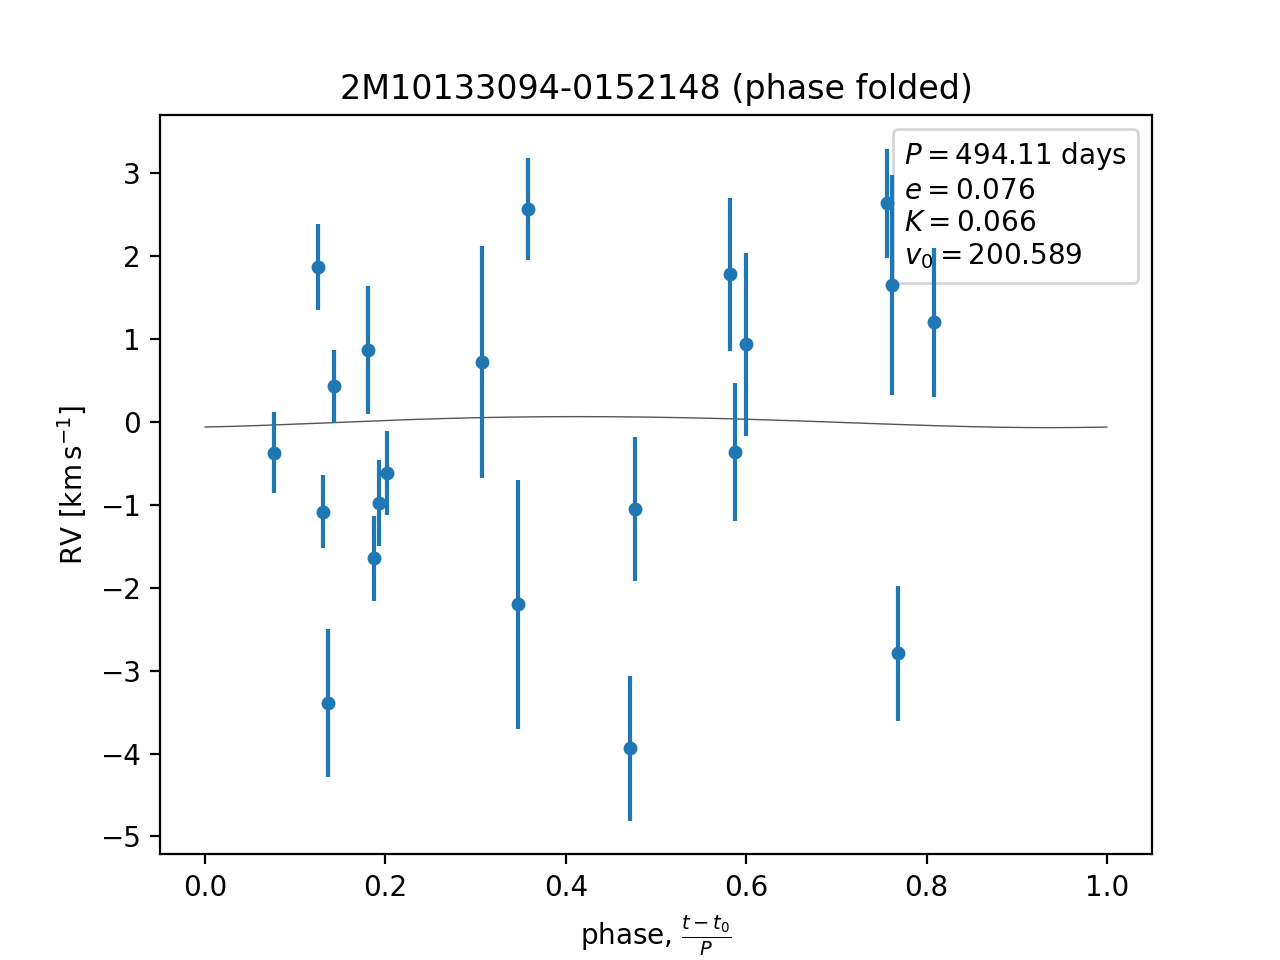 2M10133094-0152148 (phase folded)
P = 494.11 days
e = 0.076
K = 0.066
v₀ = 200.589
3
2
1
0
−1
−2
−3
−4
−5
RV [km s⁻¹]
0.0 0.2 0.4 0.6 0.8 1.0
phase, (t − t₀)/P